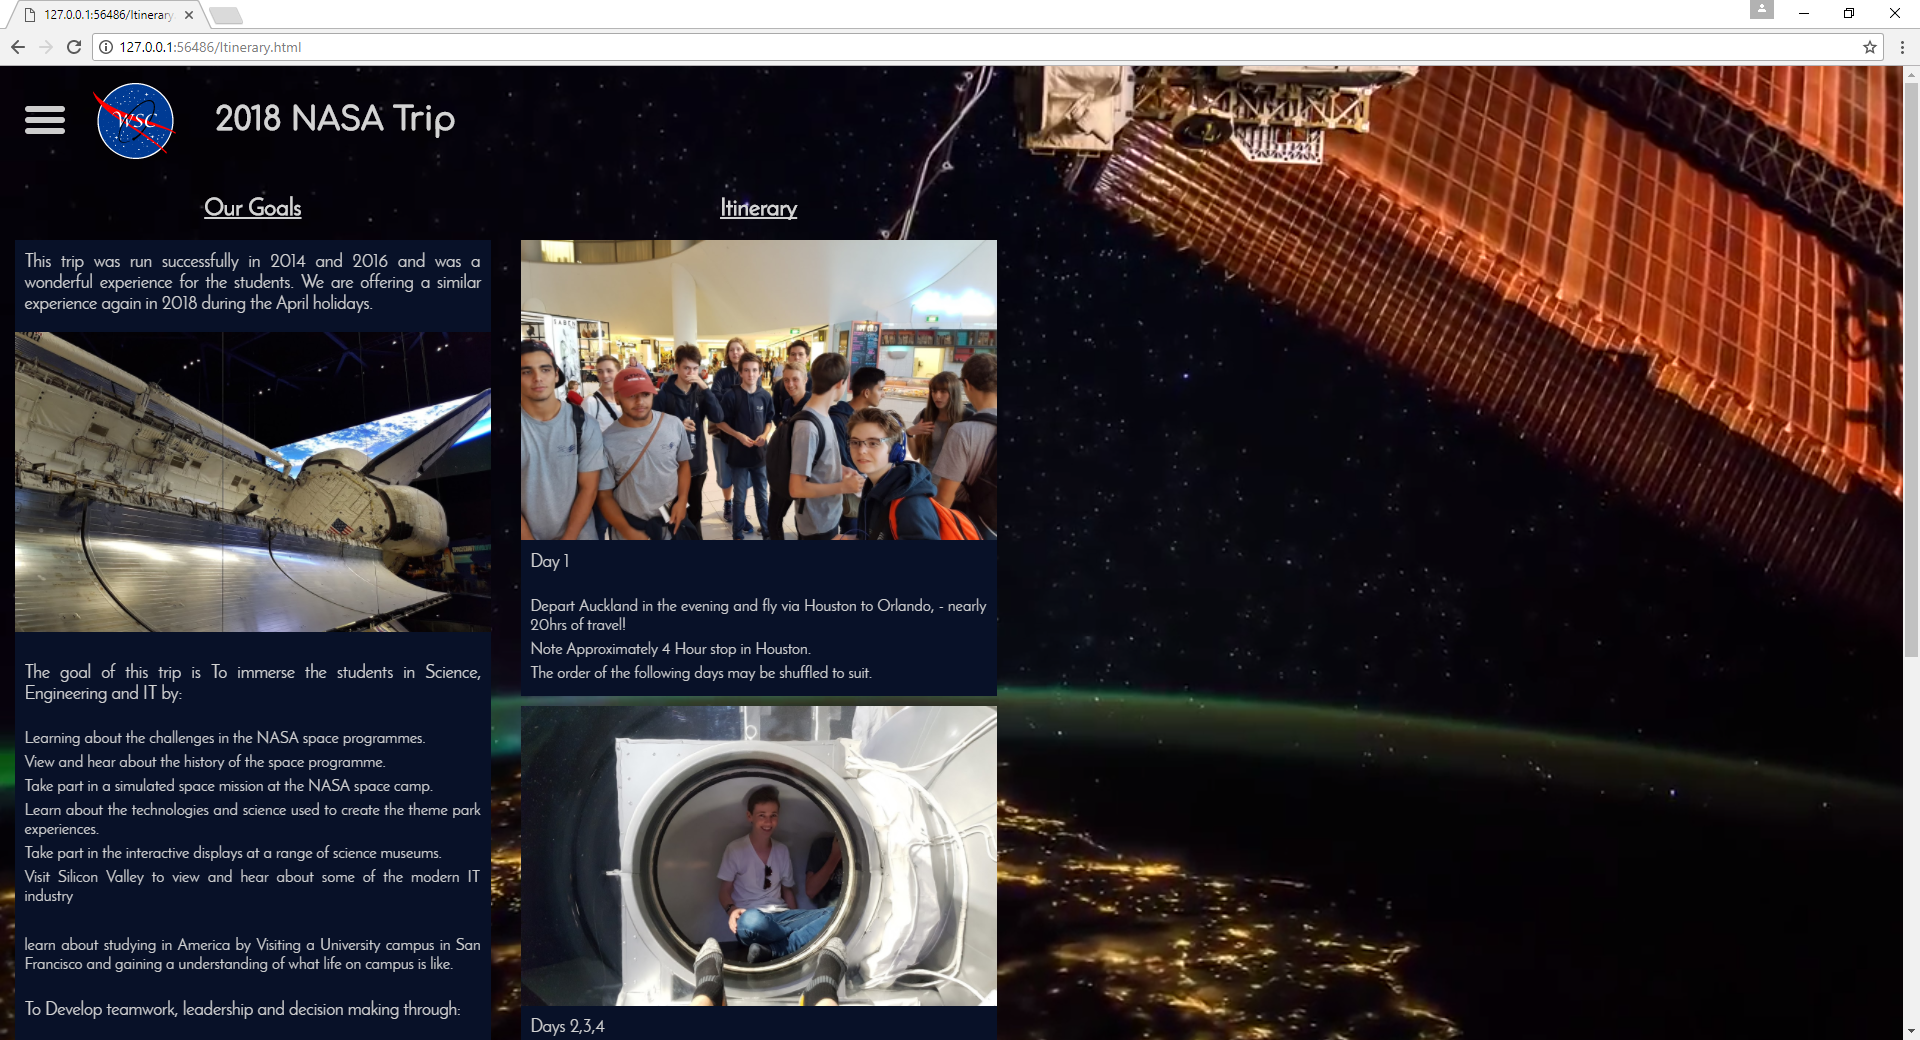 127.0.0.1:56486/Itinerary
127.0.0.1:56486/Itinerary.html
WSC
2018 NASA Trip
Our Goals
This trip was run successfully in 2014 and 2016 and was a
wonderful experience for the students. We are offering a similar
experience again in 2018 during the April holidays.
The goal of this trip is To immerse the students in Science,
Engineering and IT by:
Learning about the challenges in the NASA space programmes.
View and hear about the history of the space programme.
Take part in a simulated space mission at the NASA space camp.
Learn about the technologies and science used to create the theme park
experiences.
Take part in the interactive displays at a range of science museums.
Visit Silicon Valley to view and hear about some of the modern IT
industry
learn about studying in America by Visiting a University campus in San
Francisco and gaining a understanding of what life on campus is like.
To Develop teamwork, leadership and decision making through:
Itinerary
Day 1
Depart Auckland in the evening and fly via Houston to Orlando, - nearly
20hrs of travel!
Note Approximately 4 Hour stop in Houston.
The order of the following days may be shuffled to suit.
Days 2,3,4